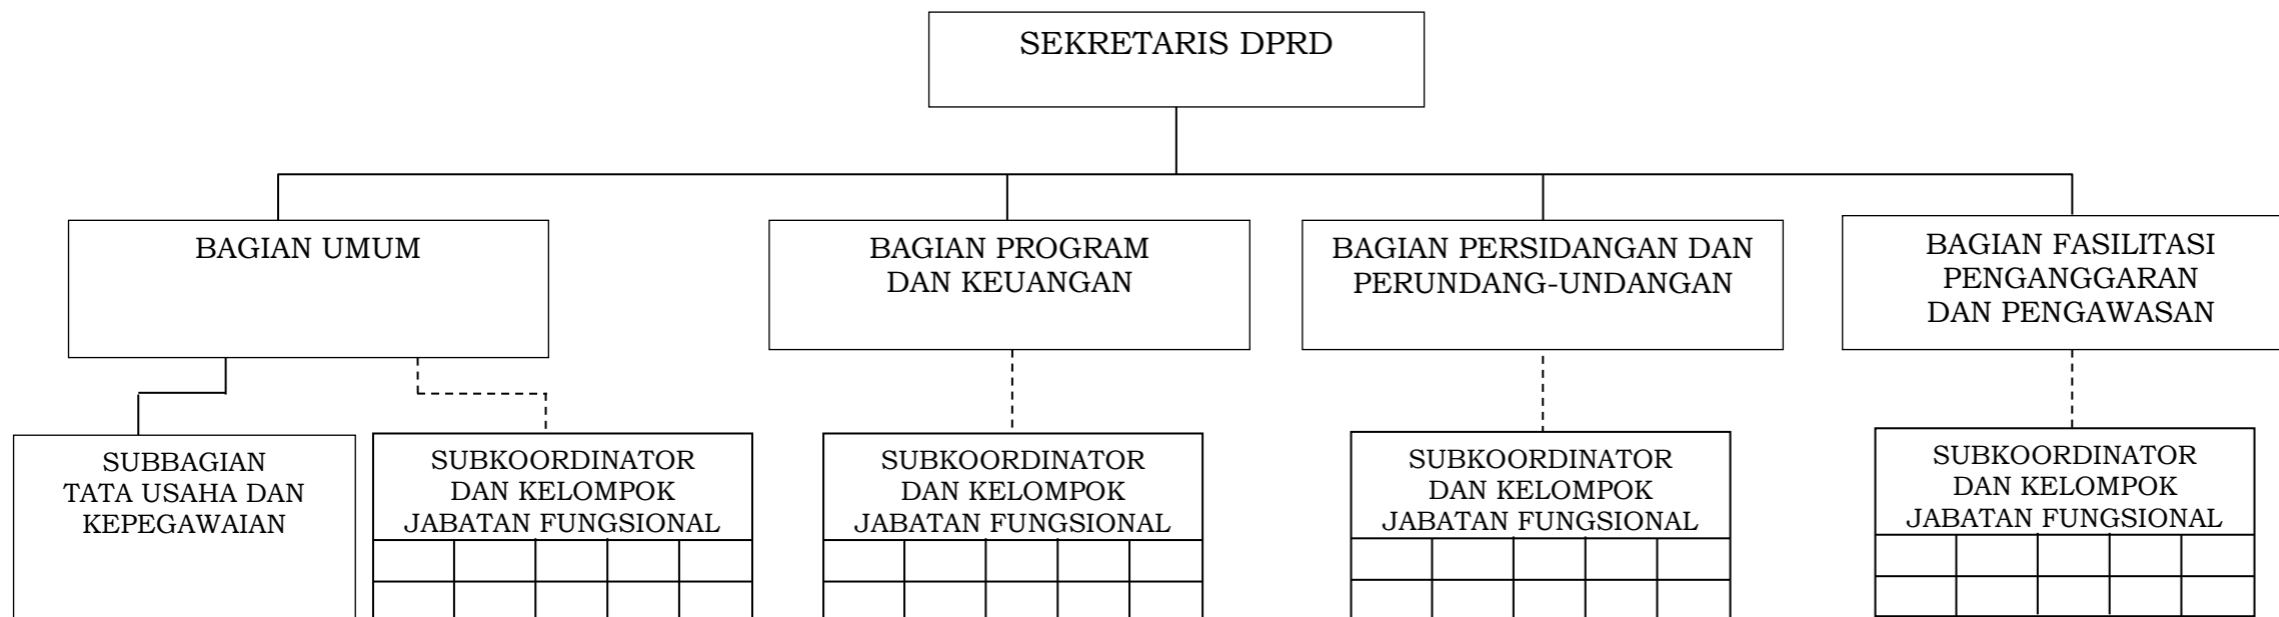 SEKRETARIS DPRD
BAGIAN UMUM
BAGIAN PROGRAM
DAN KEUANGAN
BAGIAN PERSIDANGAN DAN
PERUNDANG-UNDANGAN
BAGIAN FASILITASI
PENGANGGARAN
DAN PENGAWASAN
SUBBAGIAN
TATA USAHA DAN
KEPEGAWAIAN
SUBKOORDINATOR
DAN KELOMPOK
JABATAN FUNGSIONAL
SUBKOORDINATOR
DAN KELOMPOK
JABATAN FUNGSIONAL
SUBKOORDINATOR
DAN KELOMPOK
JABATAN FUNGSIONAL
SUBKOORDINATOR
DAN KELOMPOK
JABATAN FUNGSIONAL